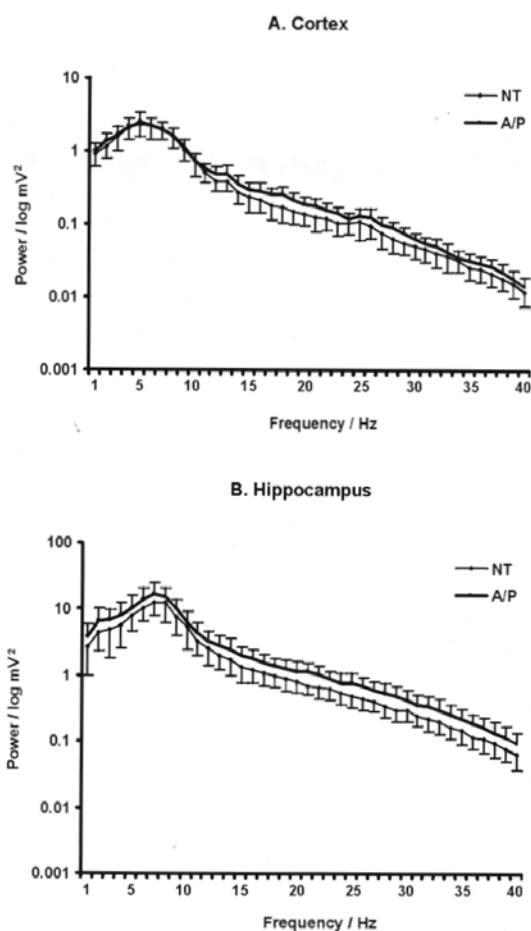 A. Cortex
NT
A/P
Power / log mV²
10
1
0.1
0.01
0.001
1 5 10 15 20 25 30 35 40
Frequency / Hz
B. Hippocampus
NT
A/P
Power / log mV²
100
10
1
0.1
0.01
0.001
1 5 10 15 20 25 30 35 40
Frequency / Hz